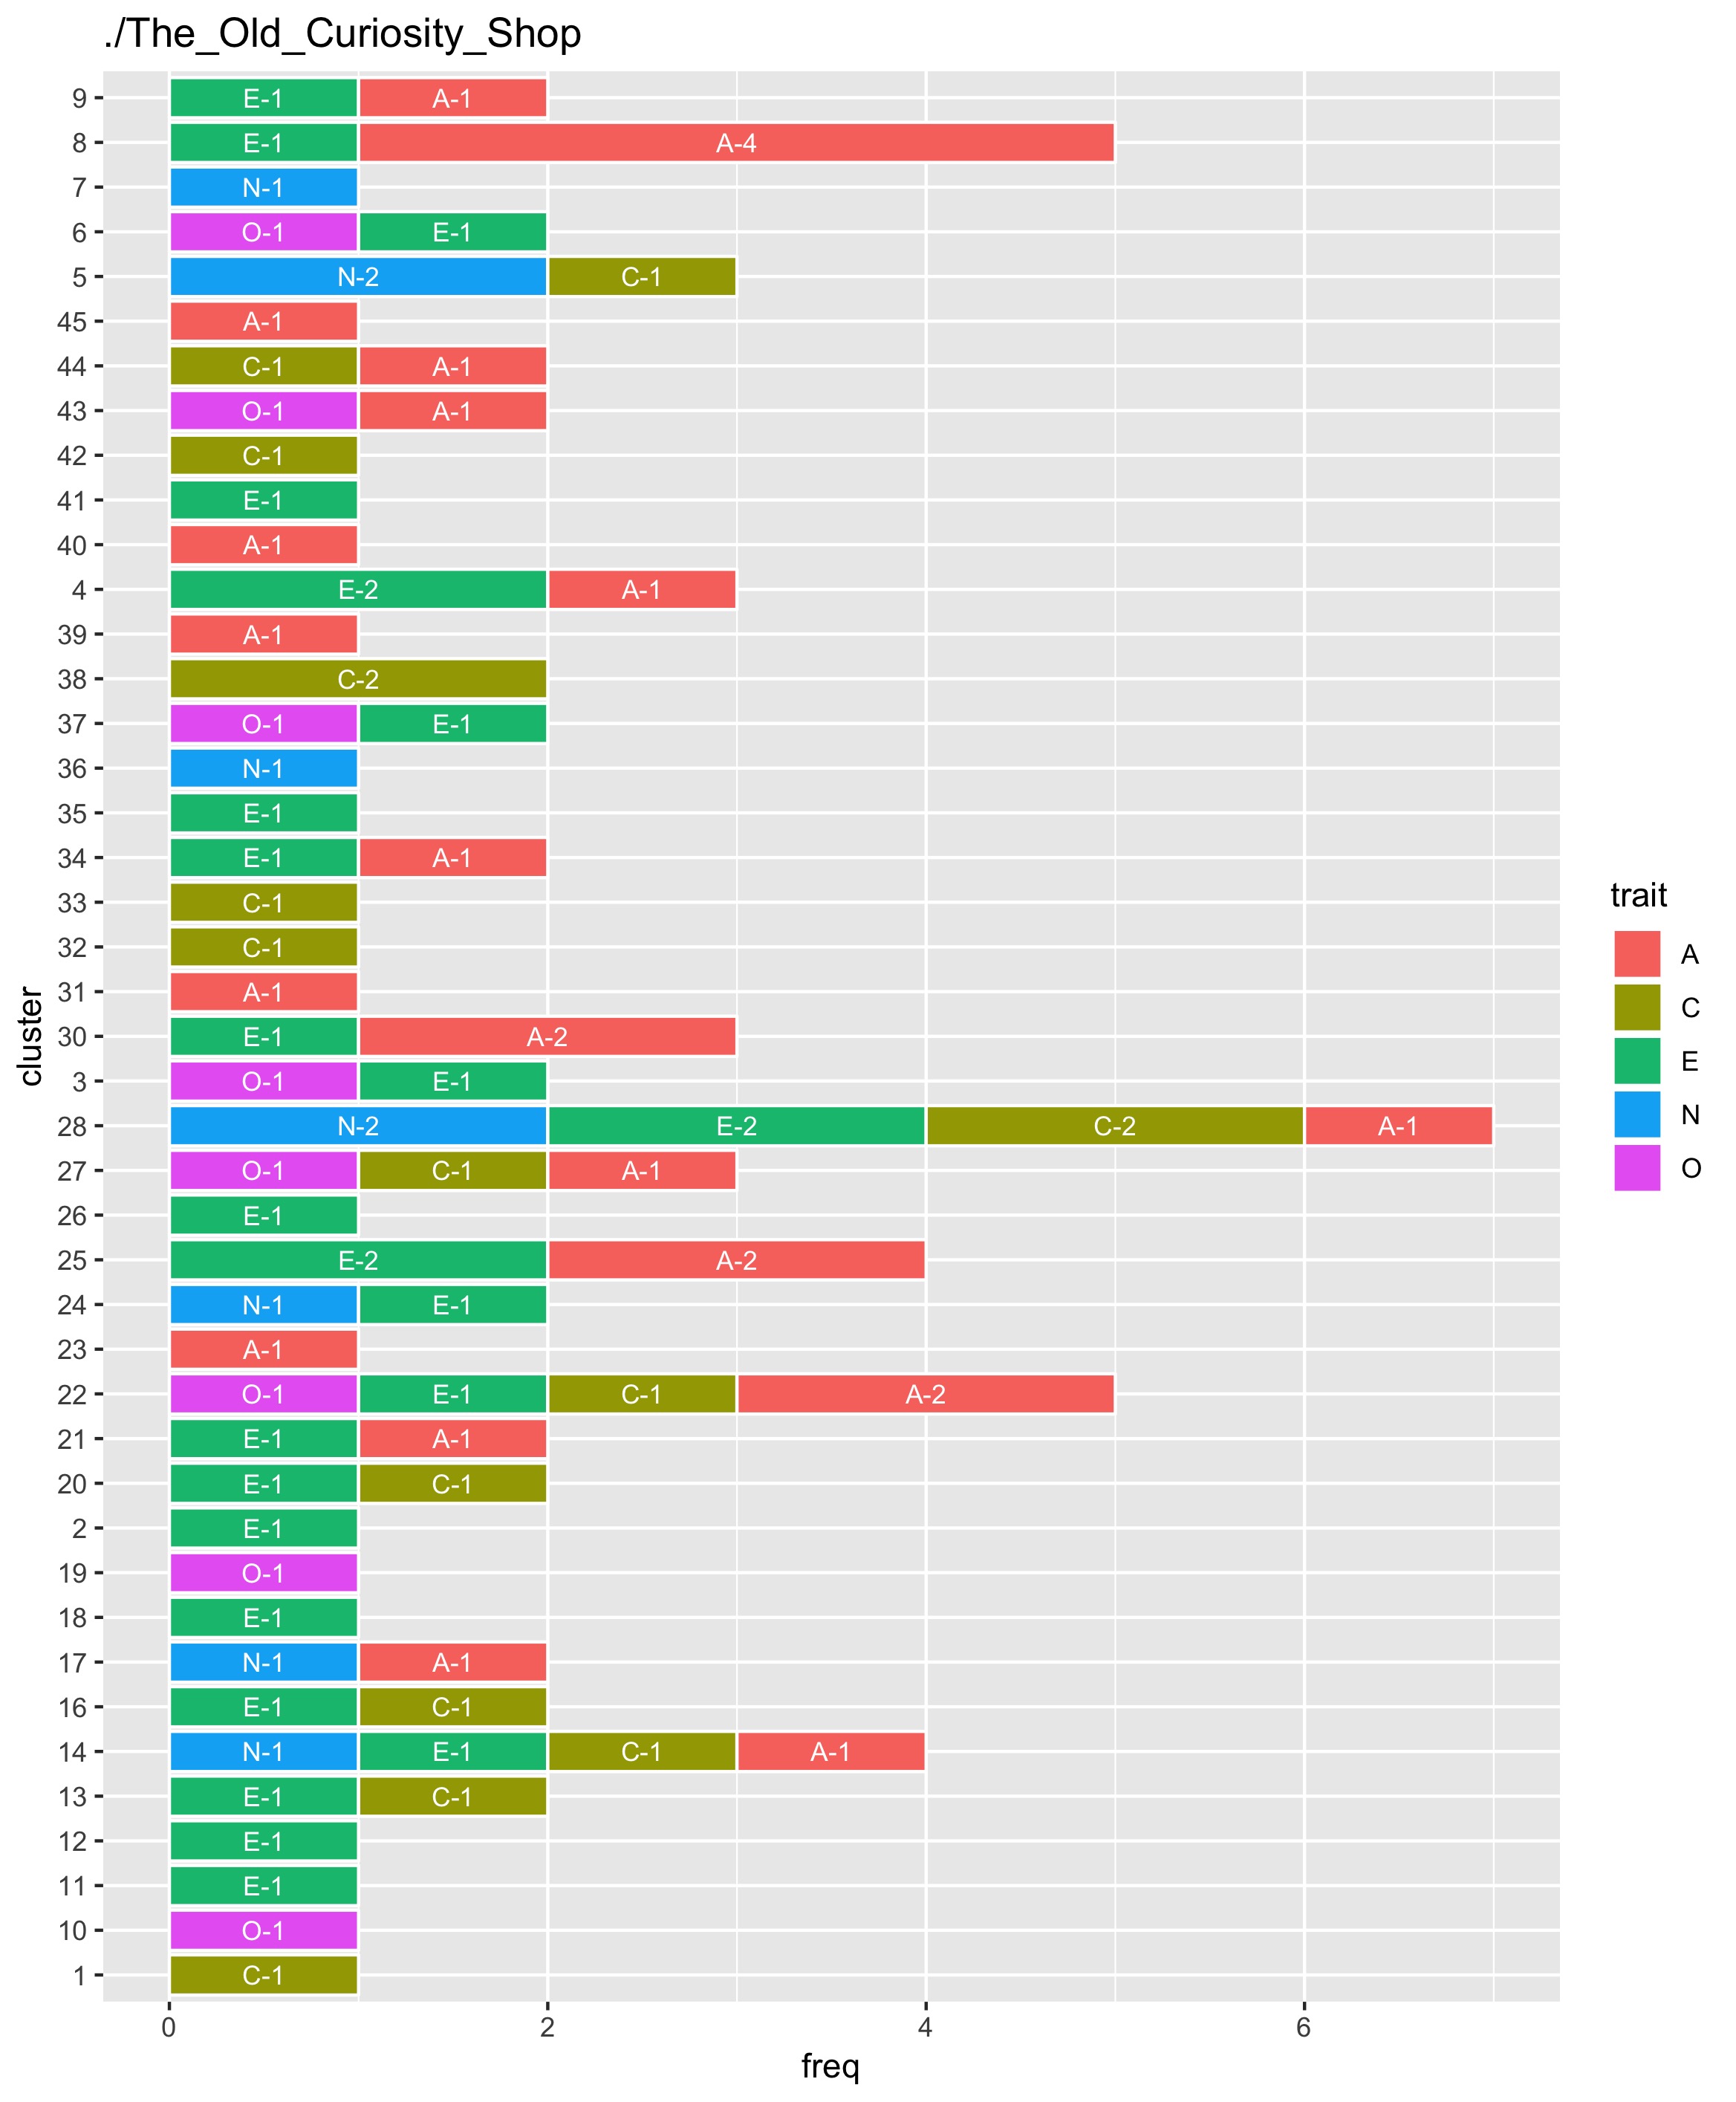 ./The_Old_Curiosity_Shop
9 E-1 A-1
8 E-1 A-4
7 N-1
6 O-1 E-1
5 N-2 C-1
45 A-1
44 C-1 A-1
43 O-1 A-1
42 C-1
41 E-1
40 A-1
4 E-2 A-1
39 A-1
38 C-2
37 O-1 E-1
36 N-1
35 E-1
34 E-1 A-1
33 C-1
32 C-1
31 A-1
30 E-1 A-2
3 O-1 E-1
28 N-2 E-2 C-2 A-1
27 O-1 C-1 A-1
26 E-1
25 E-2 A-2
24 N-1 E-1
23 A-1
22 O-1 E-1 C-1 A-2
21 E-1 A-1
20 E-1 C-1
2 E-1
19 O-1
18 E-1
17 N-1 A-1
16 E-1 C-1
14 N-1 E-1 C-1 A-1
13 E-1 C-1
12 E-1
11 E-1
10 O-1
1 C-1
0 2 4 6
freq
cluster
trait
A
C
E
N
O